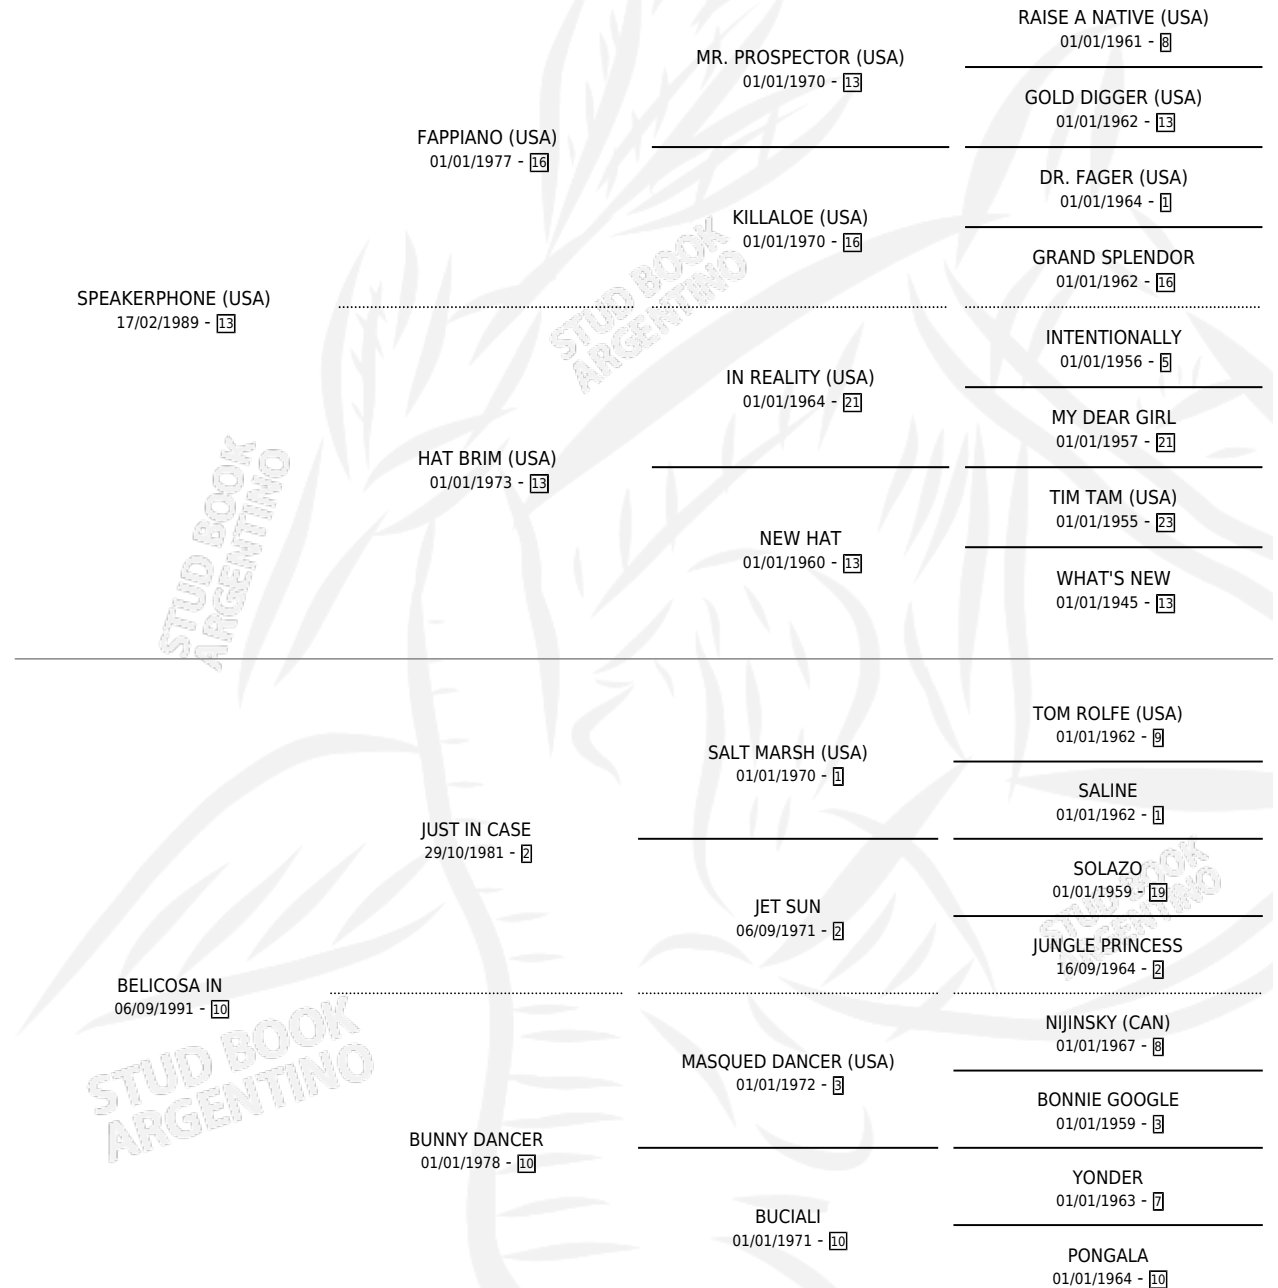 RAISE A NATIVE (USA)
01/01/1961 - 8
MR. PROSPECTOR (USA)
01/01/1970 - 13
GOLD DIGGER (USA)
01/01/1962 - 13
FAPPIANO (USA)
01/01/1977 - 16
DR. FAGER (USA)
01/01/1964 - 1
KILLALOE (USA)
01/01/1970 - 16
GRAND SPLENDOR
01/01/1962 - 16
SPEAKERPHONE (USA)
17/02/1989 - 13
STUD BOOK
ARGENTINO
INTENTIONALLY
01/01/1956 - 5
IN REALITY (USA)
01/01/1964 - 21
MY DEAR GIRL
01/01/1957 - 21
HAT BRIM (USA)
01/01/1973 - 13
TIM TAM (USA)
01/01/1955 - 23
NEW HAT
01/01/1960 - 13
WHAT'S NEW
01/01/1945 - 13
STUD BOOK
ARGENTINO
TOM ROLFE (USA)
01/01/1962 - 9
SALT MARSH (USA)
01/01/1970 - 1
SALINE
01/01/1962 - 1
JUST IN CASE
29/10/1981 - 2
SOLAZO
01/01/1959 - 19
JET SUN
06/09/1971 - 2
JUNGLE PRINCESS
16/09/1964 - 2
STUD BOOK
ARGENTINO
BELICOSA IN
06/09/1991 - 10
STUD BOOK
ARGENTINO
NIJINSKY (CAN)
01/01/1967 - 8
MASQUED DANCER (USA)
01/01/1972 - 3
BONNIE GOOGLE
01/01/1959 - 3
BUNNY DANCER
01/01/1978 - 10
YONDER
01/01/1963 - 7
BUCIALI
01/01/1971 - 10
PONGALA
01/01/1964 - 10